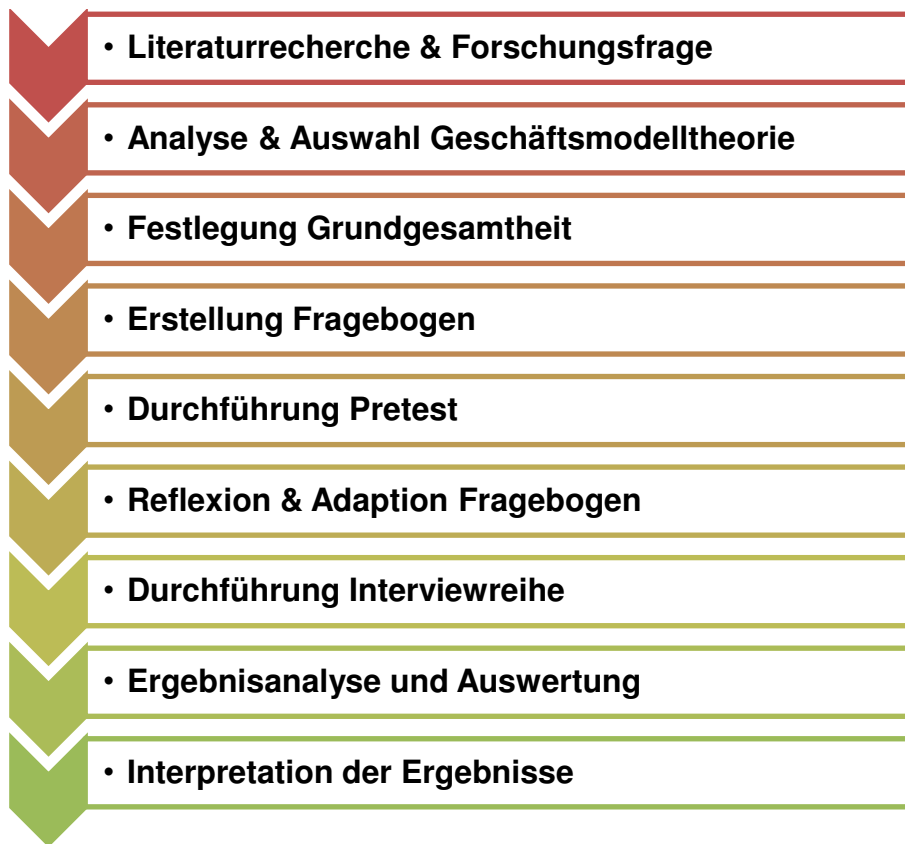 • Literaturrecherche & Forschungsfrage
• Analyse & Auswahl Geschäftsmodelltheorie
• Festlegung Grundgesamtheit
• Erstellung Fragebogen
• Durchführung Pretest
• Reflexion & Adaption Fragebogen
• Durchführung Interviewreihe
• Ergebnisanalyse und Auswertung
• Interpretation der Ergebnisse